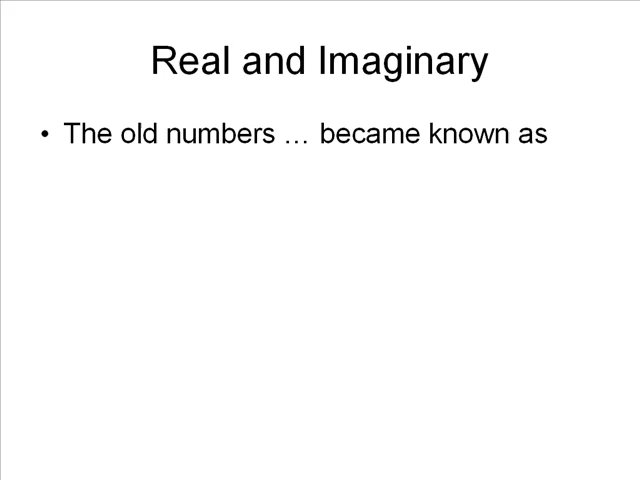 Real and Imaginary
• The old numbers … became known as